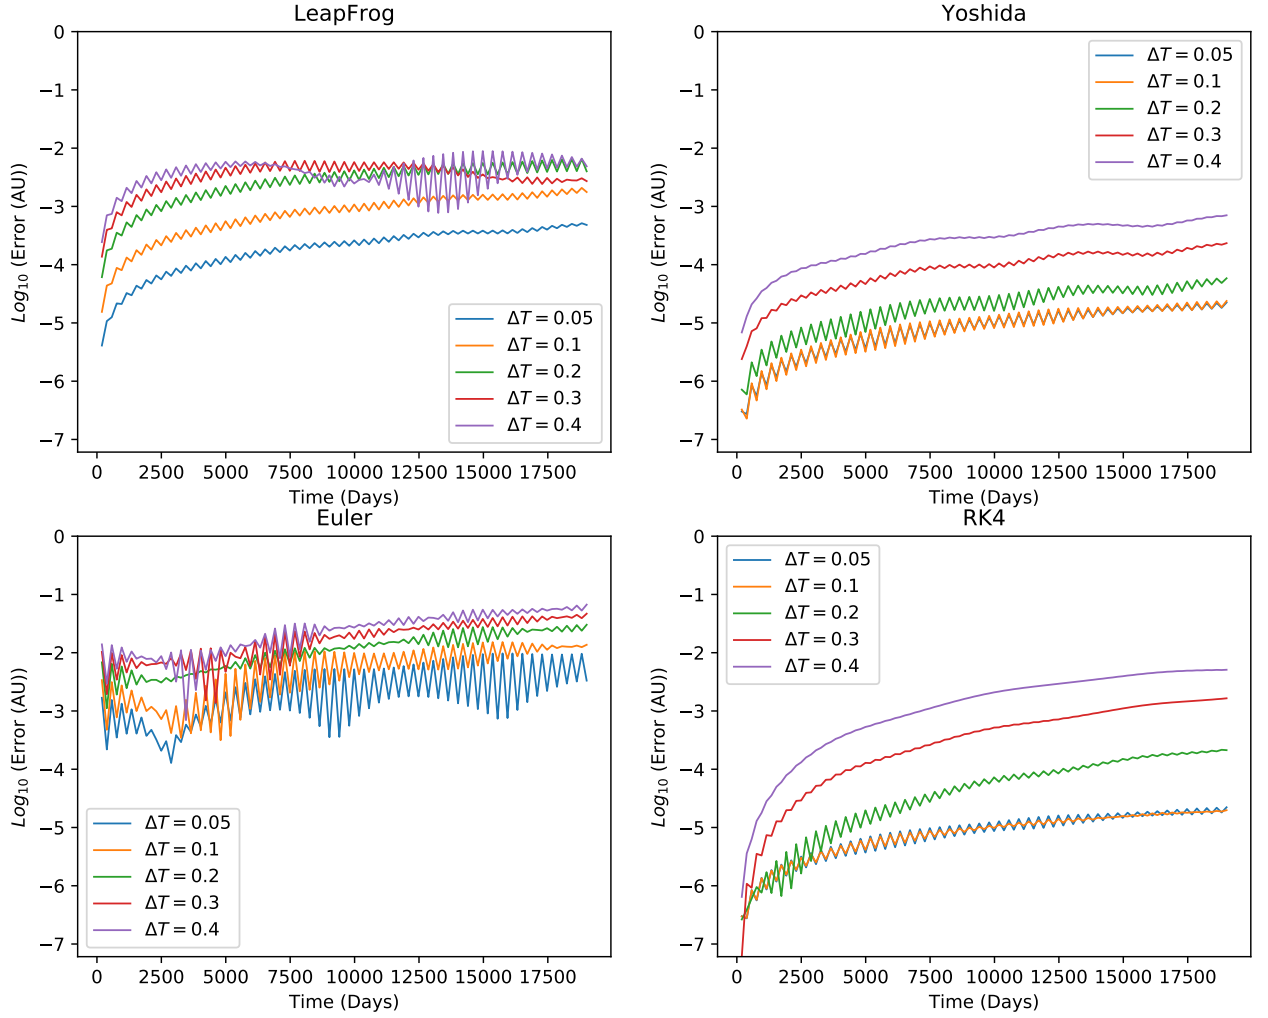 LeapFrog
0
−1
−2
−3
−4
−5
−6
−7
Log₁₀ (Error (AU))
ΔT = 0.05
ΔT = 0.1
ΔT = 0.2
ΔT = 0.3
ΔT = 0.4
0 2500 5000 7500 10000 12500 15000 17500
Time (Days)
Yoshida
0
−1
−2
−3
−4
−5
−6
−7
Log₁₀ (Error (AU))
ΔT = 0.05
ΔT = 0.1
ΔT = 0.2
ΔT = 0.3
ΔT = 0.4
0 2500 5000 7500 10000 12500 15000 17500
Time (Days)
Euler
0
−1
−2
−3
−4
−5
−6
−7
Log₁₀ (Error (AU))
ΔT = 0.05
ΔT = 0.1
ΔT = 0.2
ΔT = 0.3
ΔT = 0.4
0 2500 5000 7500 10000 12500 15000 17500
Time (Days)
RK4
0
−1
−2
−3
−4
−5
−6
−7
Log₁₀ (Error (AU))
ΔT = 0.05
ΔT = 0.1
ΔT = 0.2
ΔT = 0.3
ΔT = 0.4
0 2500 5000 7500 10000 12500 15000 17500
Time (Days)